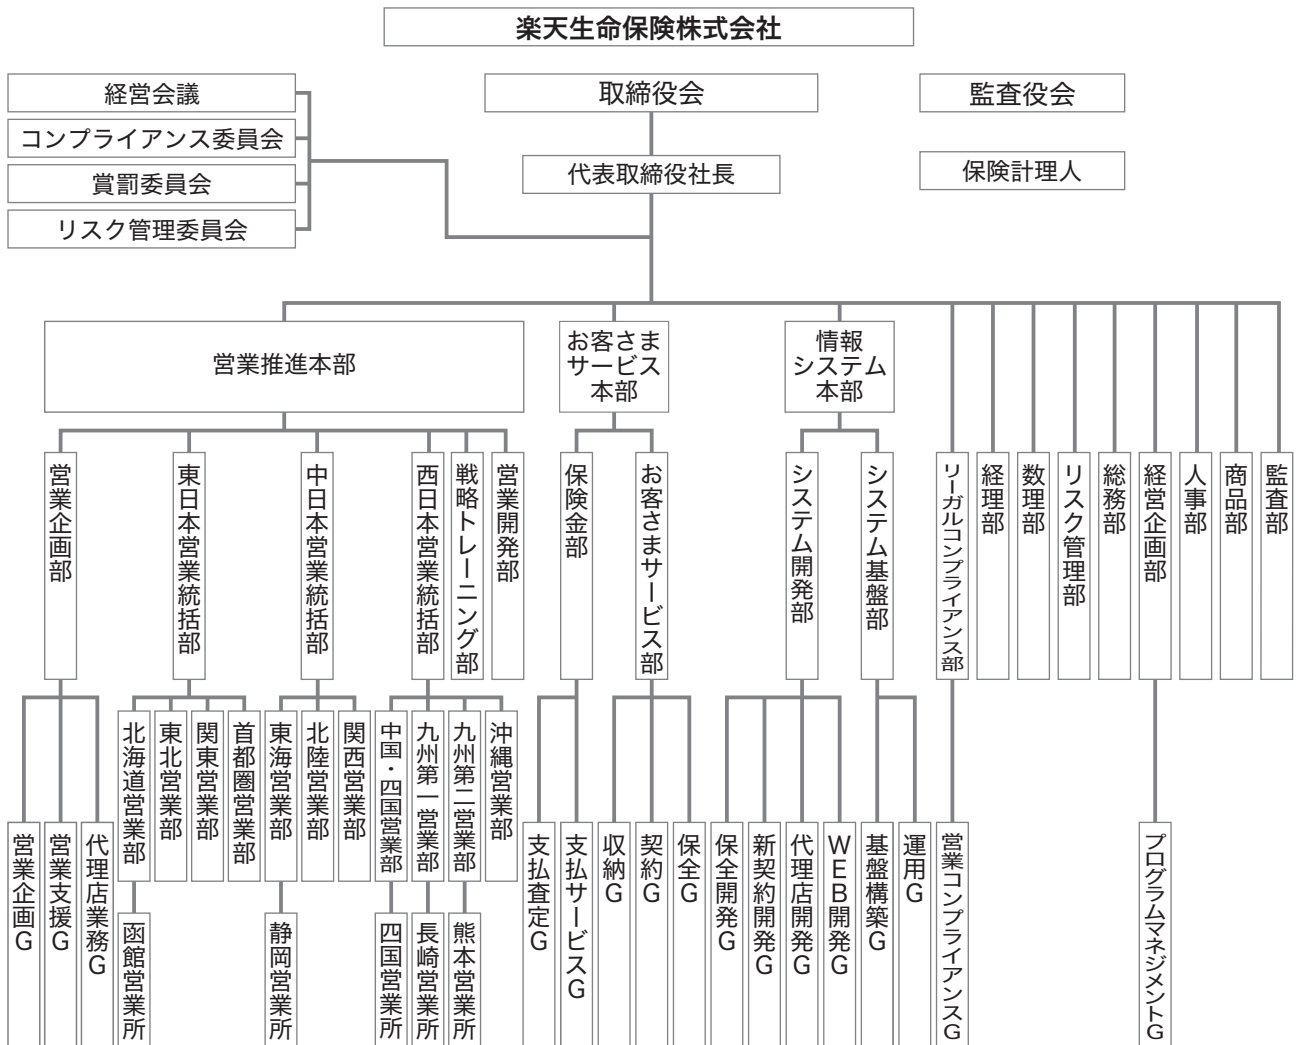 楽天生命保険株式会社
経営会議
コンプライアンス委員会
賞罰委員会
リスク管理委員会
取締役会
代表取締役社長
監査役会
保険計理人
営業推進本部
お客さま
サービス
本部
情報
システム
本部
営業企画部
東日本営業統括部
中日本営業統括部
西日本営業統括部
戦略トレーニング部
営業開発部
保険金部
お客さまサービス部
システム開発部
システム基盤部
リーガルコンプライアンス部
経理部
数理部
リスク管理部
総務部
経営企画部
人事部
商品部
監査部
北海道営業部
東北営業部
関東営業部
首都圏営業部
東海営業部
北陸営業部
関西営業部
中国・四国営業部
九州第一営業部
九州第二営業部
沖縄営業部
営業企画G
営業支援G
代理店業務G
函館営業所
静岡営業所
四国営業所
長崎営業所
熊本営業所
支払査定G
支払サービスG
収納G
契約G
保全G
保全開発G
新契約開発G
代理店開発G
WEB開発G
基盤構築G
運用G
営業コンプライアンスG
プログラムマネジメントG